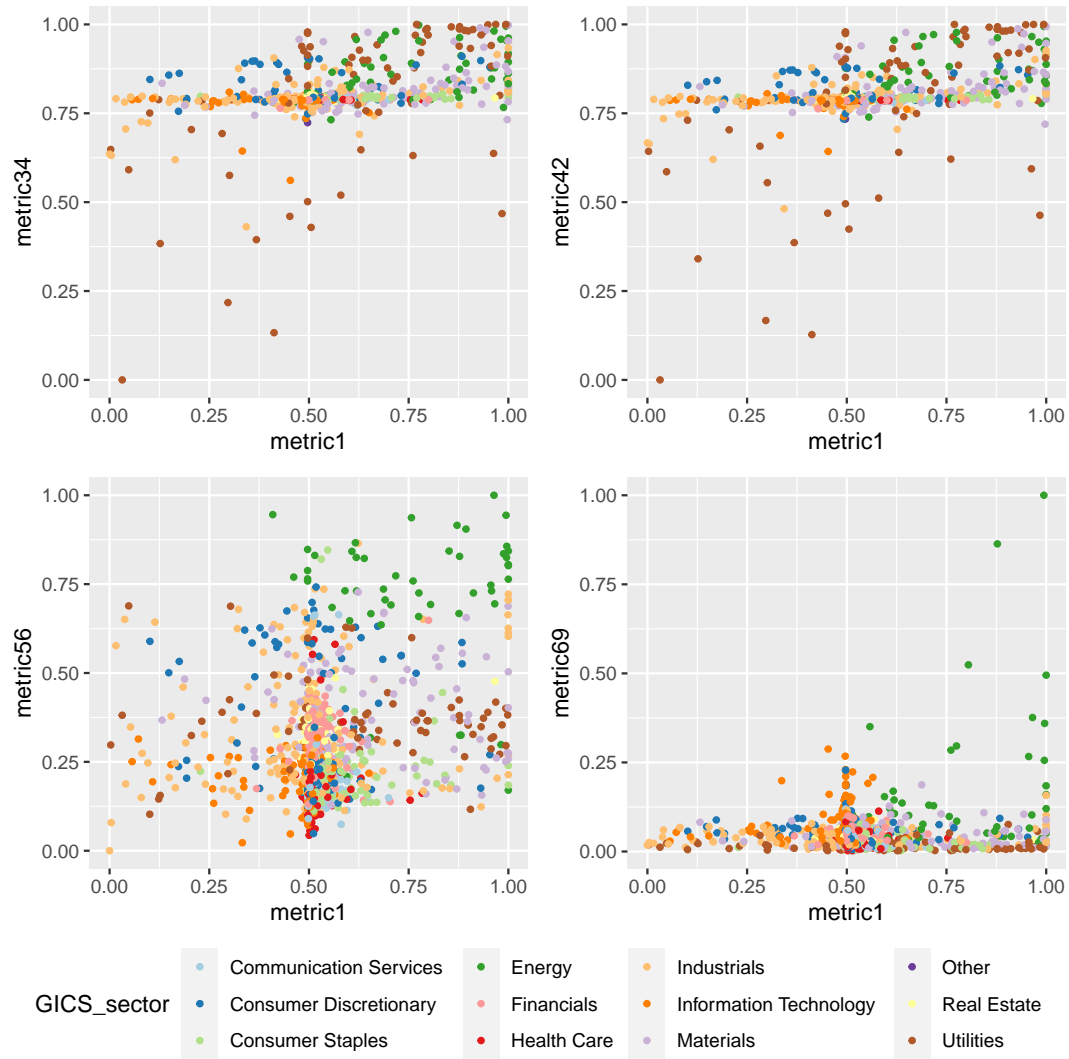 1.00
0.75
0.50
0.25
0.00
metric34
0.00 0.25 0.50 0.75 1.00
metric1
1.00
0.75
0.50
0.25
0.00
metric42
0.00 0.25 0.50 0.75 1.00
metric1
1.00
0.75
0.50
0.25
0.00
metric56
0.00 0.25 0.50 0.75 1.00
metric1
1.00
0.75
0.50
0.25
0.00
metric69
0.00 0.25 0.50 0.75 1.00
metric1
GICS_sector
Communication Services
Consumer Discretionary
Consumer Staples
Energy
Financials
Health Care
Industrials
Information Technology
Materials
Other
Real Estate
Utilities